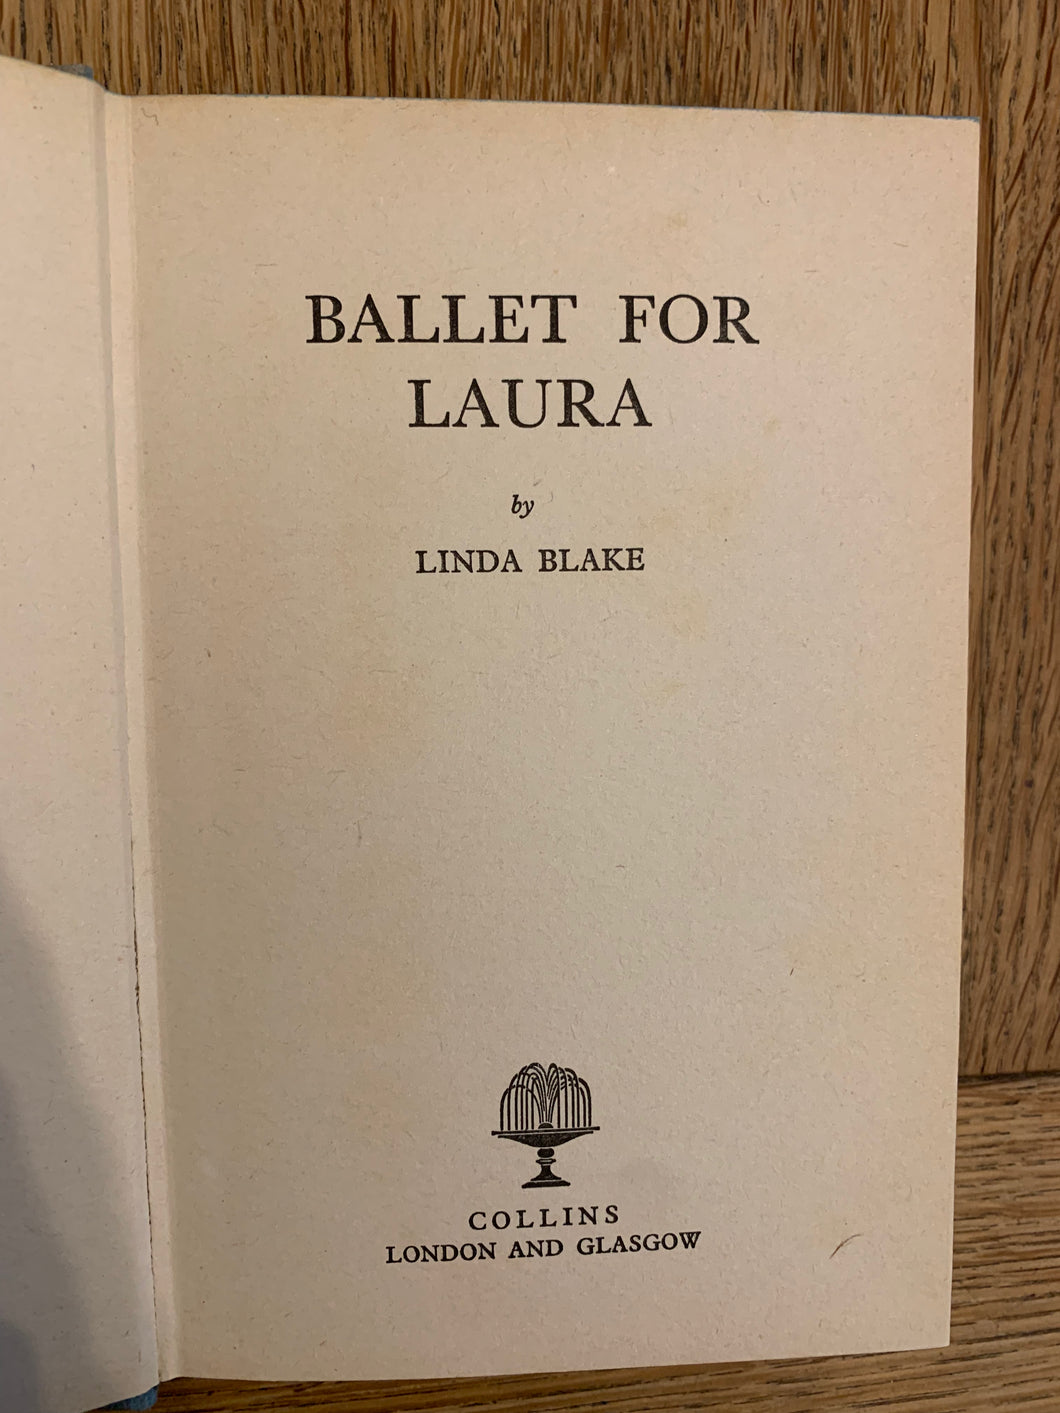 BALLET FOR
LAURA
by
LINDA BLAKE
COLLINS
LONDON AND GLASGOW